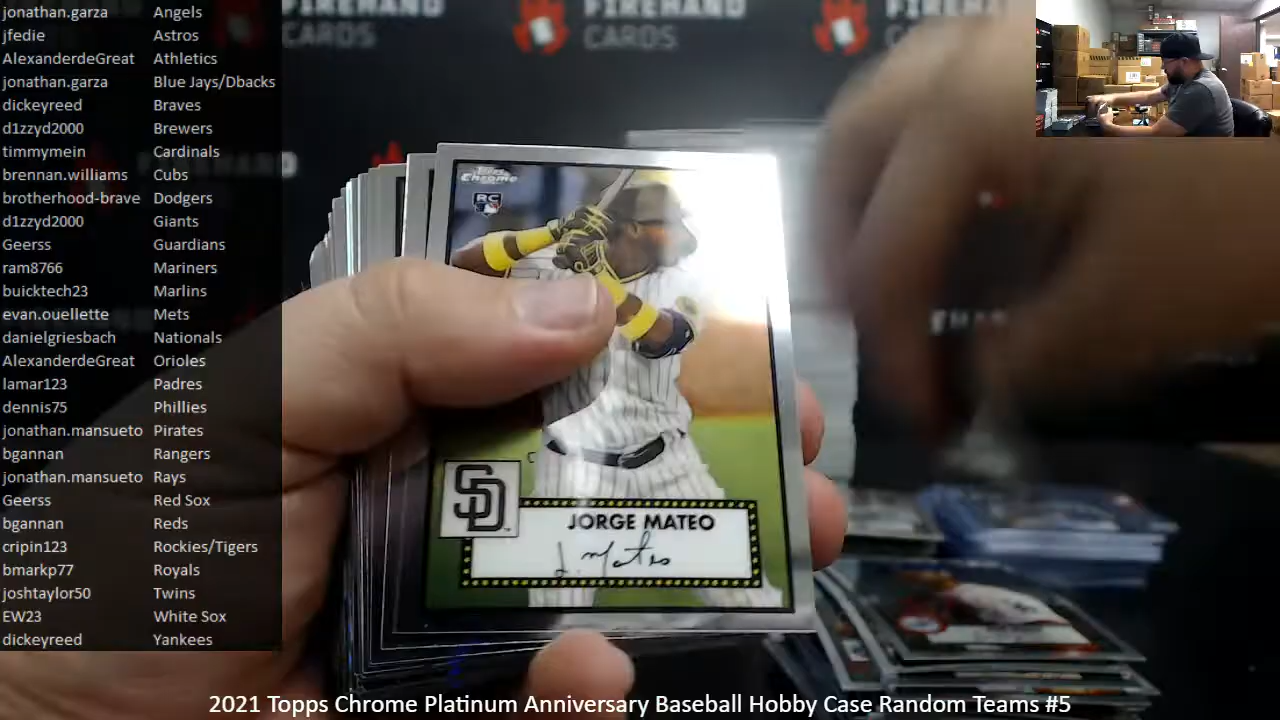 jonathan.garza Angels
jfedie Astros
AlexanderdeGreat Athletics
jonathan.garza Blue Jays/Dbacks
dickeyreed Braves
d1zzyd2000 Brewers
timmymein Cardinals
brennan.williams Cubs
brotherhood-brave Dodgers
d1zzyd2000 Giants
Geerss Guardians
ram8766 Mariners
buicktech23 Marlins
evan.ouellette Mets
danielgriesbach Nationals
AlexanderdeGreat Orioles
lamar123 Padres
dennis75 Phillies
jonathan.mansueto Pirates
bgannan Rangers
jonathan.mansueto Rays
Geerss Red Sox
bgannan Reds
cripin123 Rockies/Tigers
bmarkp77 Royals
joshtaylor50 Twins
EW23 White Sox
dickeyreed Yankees
FIREHAND
CARDS
FIREHAND
CARDS
Topps
Chrome
RC
SD
JORGE MATEO
J. Mateo
2021 Topps Chrome Platinum Anniversary Baseball Hobby Case Random Teams #5